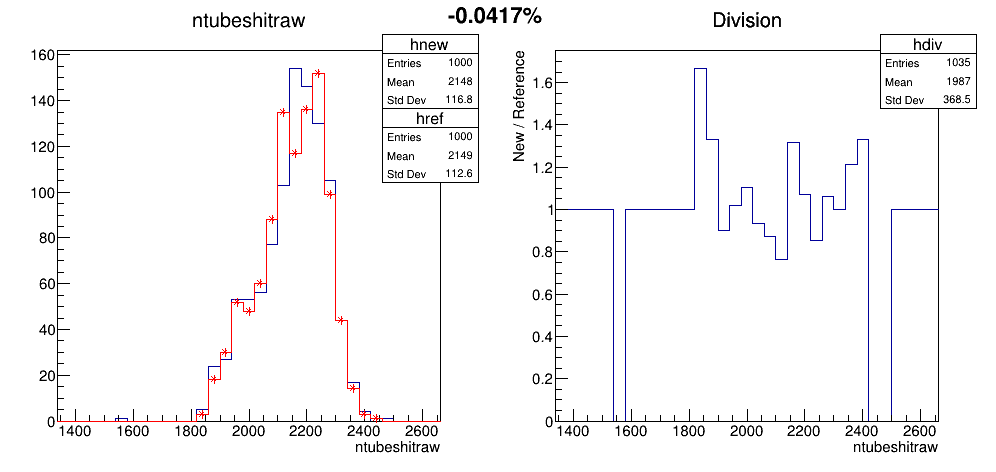 -0.0417%
ntubeshitraw
hnew
Entries 1000
Mean 2148
Std Dev 116.8
href
Entries 1000
Mean 2149
Std Dev 112.6
160
140
120
100
80
60
40
20
0
1400 1600 1800 2000 2200 2400 2600
ntubeshitraw
Division
hdiv
Entries 1035
Mean 1987
Std Dev 368.5
New / Reference
1.6
1.4
1.2
1
0.8
0.6
0.4
0.2
0
1400 1600 1800 2000 2200 2400 2600
ntubeshitraw